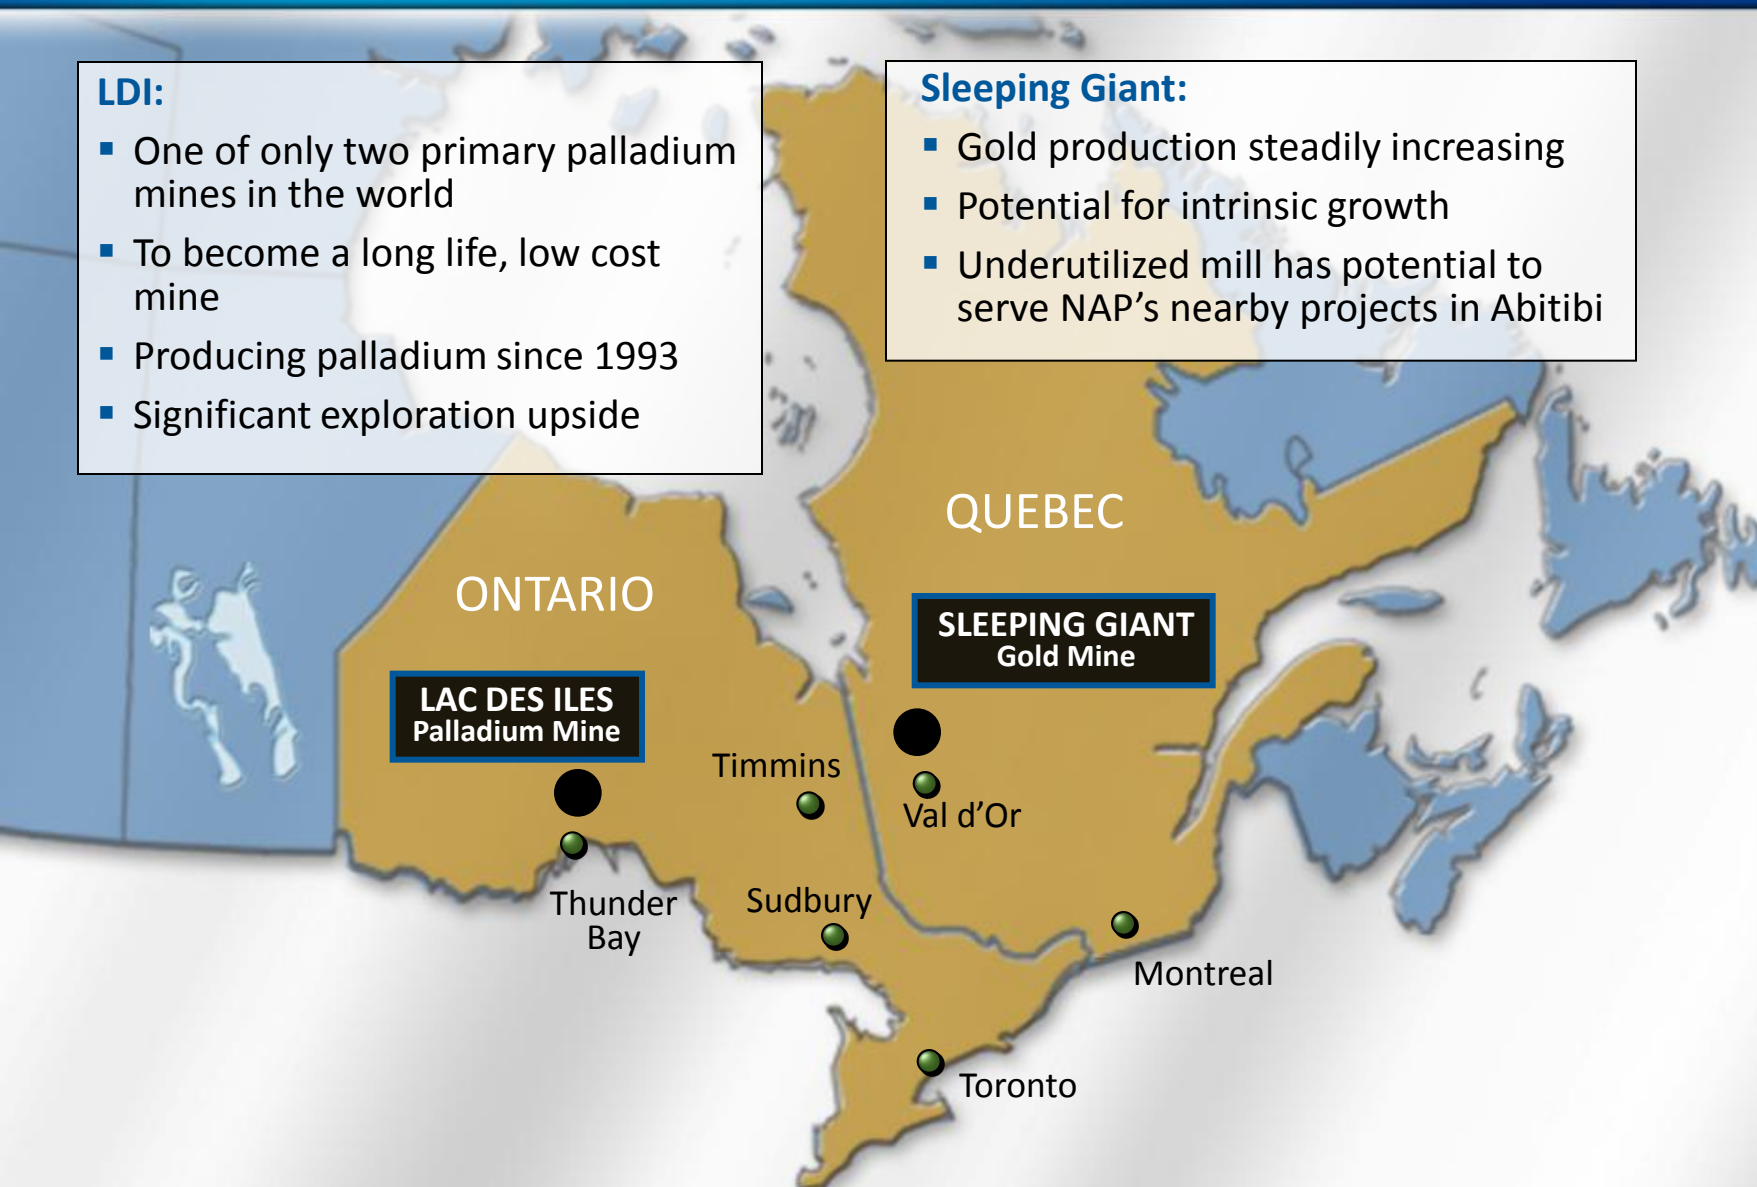 LDI:
▪ One of only two primary palladium
mines in the world
▪ To become a long life, low cost
mine
▪ Producing palladium since 1993
▪ Significant exploration upside
Sleeping Giant:
▪ Gold production steadily increasing
▪ Potential for intrinsic growth
▪ Underutilized mill has potential to
serve NAP’s nearby projects in Abitibi
QUEBEC
ONTARIO
SLEEPING GIANT
Gold Mine
LAC DES ILES
Palladium Mine
Timmins
Val d’Or
Thunder
Bay
Sudbury
Montreal
Toronto